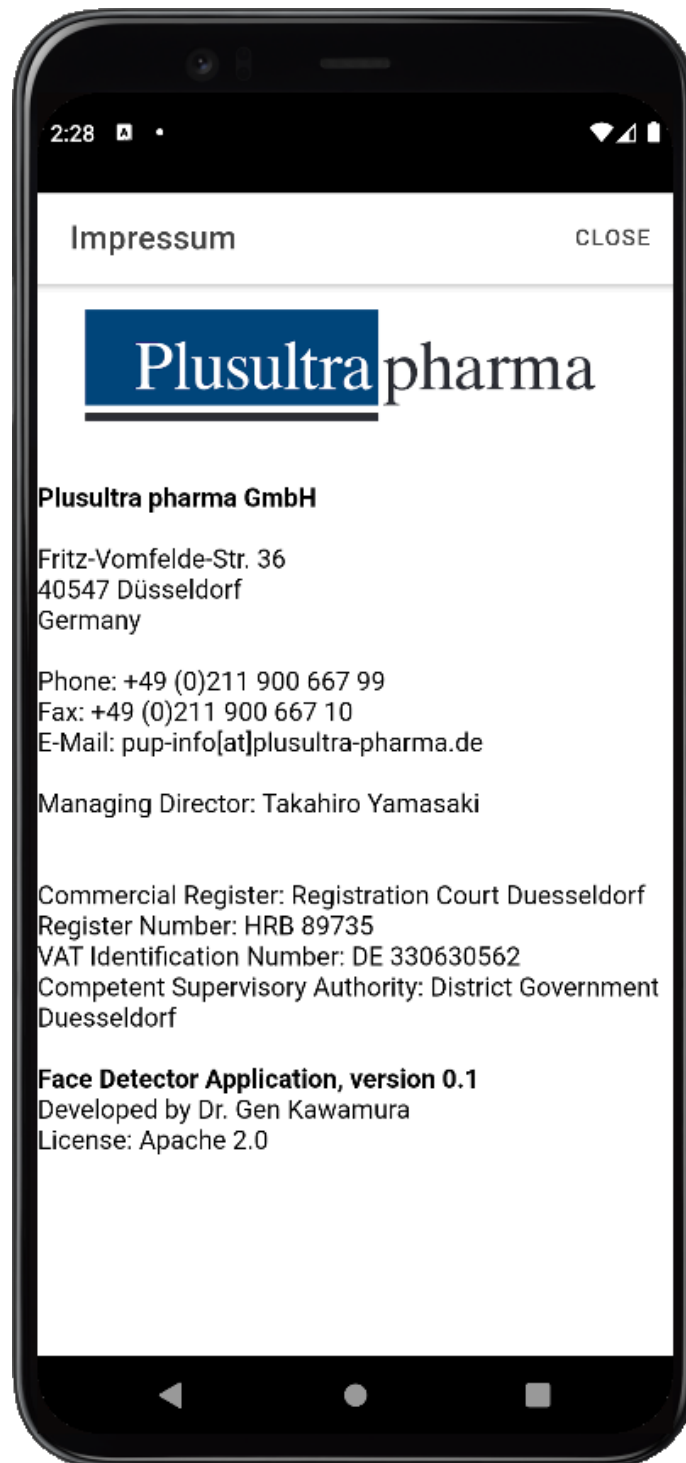 2:28
Impressum
CLOSE
Plusultra pharma
Plusultra pharma GmbH
Fritz-Vomfelde-Str. 36
40547 Düsseldorf
Germany
Phone: +49 (0)211 900 667 99
Fax: +49 (0)211 900 667 10
E-Mail: pup-info[at]plusultra-pharma.de
Managing Director: Takahiro Yamasaki
Commercial Register: Registration Court Duesseldorf
Register Number: HRB 89735
VAT Identification Number: DE 330630562
Competent Supervisory Authority: District Government
Duesseldorf
Face Detector Application, version 0.1
Developed by Dr. Gen Kawamura
License: Apache 2.0